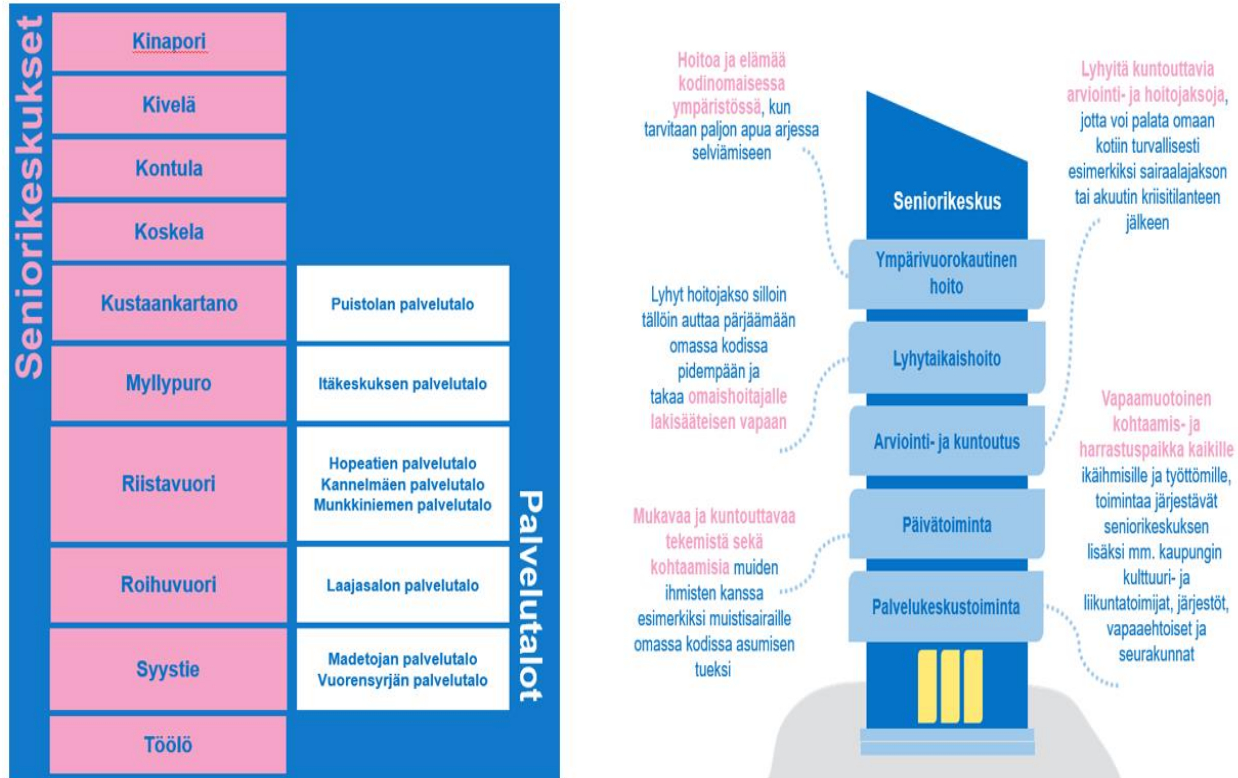 Seniorikeskukset
Kinapori
Kivelä
Kontula
Koskela
Kustaankartano
Puistolan palvelutalo
Myllypuro
Itäkeskuksen palvelutalo
Riistavuori
Hopeatien palvelutalo
Kannelmäen palvelutalo
Munkkiniemen palvelutalo
Roihuvuori
Laajasalon palvelutalo
Syystie
Madetojan palvelutalo
Vuorensyrjän palvelutalo
Töölö
Palvelutalot
Hoitoa ja elämää
kodinomaisessa
ympäristössä, kun
tarvitaan paljon apua arjessa
selviämiseen
Lyhyt hoitojakso silloin
tällöin auttaa pärjäämään
omassa kodissa
pidempään ja
takaa omaishoitajalle
lakisääteisen vapaan
Mukavaa ja kuntouttavaa
tekemistä sekä
kohtaamisia muiden
ihmisten kanssa
esimerkiksi muistisairaille
omassa kodissa asumisen
tueksi
Seniorikeskus
Ympärivuorokautinen
hoito
Lyhytaikaishoito
Arviointi- ja kuntoutus
Päivätoiminta
Palvelukeskustoiminta
Lyhyitä kuntouttavia
arviointi- ja hoitojaksoja,
jotta voi palata omaan
kotiin turvallisesti
esimerkiksi sairaalajakson
tai akuutin kriisitilanteen
jälkeen
Vapaamuotoinen
kohtaamis- ja
harrastuspaikka kaikille
ikäihmisille ja työttömille,
toimintaa järjestävät
seniorikeskuksen
lisäksi mm. kaupungin
kulttuuri- ja
liikuntatoimijat, järjestöt,
vapaaehtoiset ja
seurakunnat